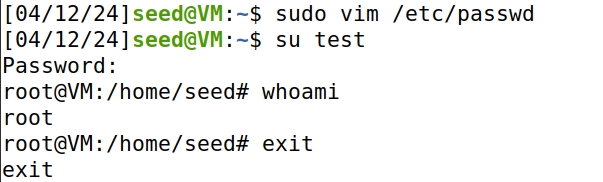 [04/12/24]seed@VM:~$ sudo vim /etc/passwd
[04/12/24]seed@VM:~$ su test
Password:
root@VM:/home/seed# whoami
root
root@VM:/home/seed# exit
exit